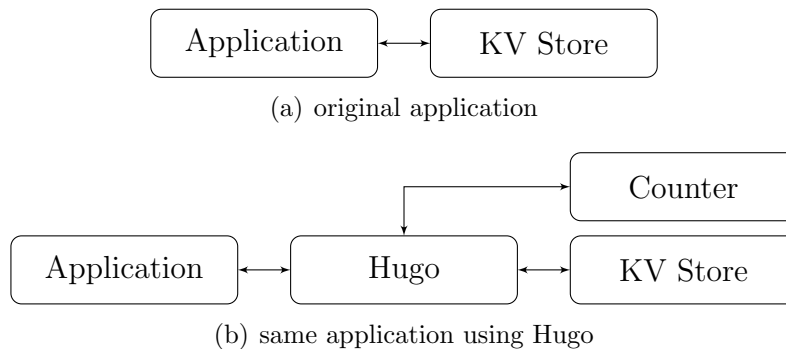 Application
KV Store
(a) original application
Counter
Application
Hugo
KV Store
(b) same application using Hugo